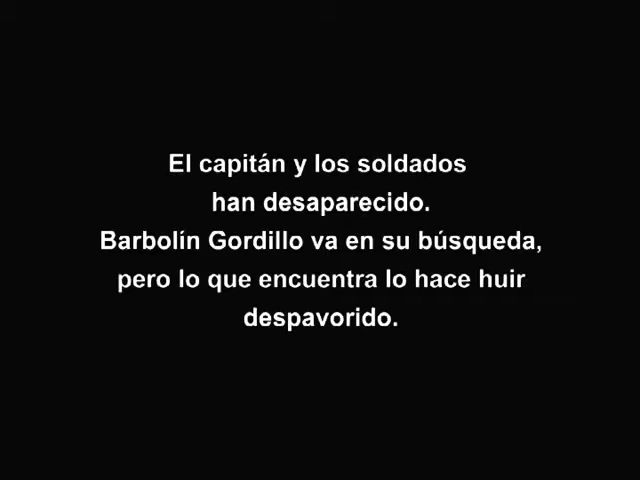 El capitán y los soldados
han desaparecido.
Barbolín Gordillo va en su búsqueda,
pero lo que encuentra lo hace huir
despavorido.